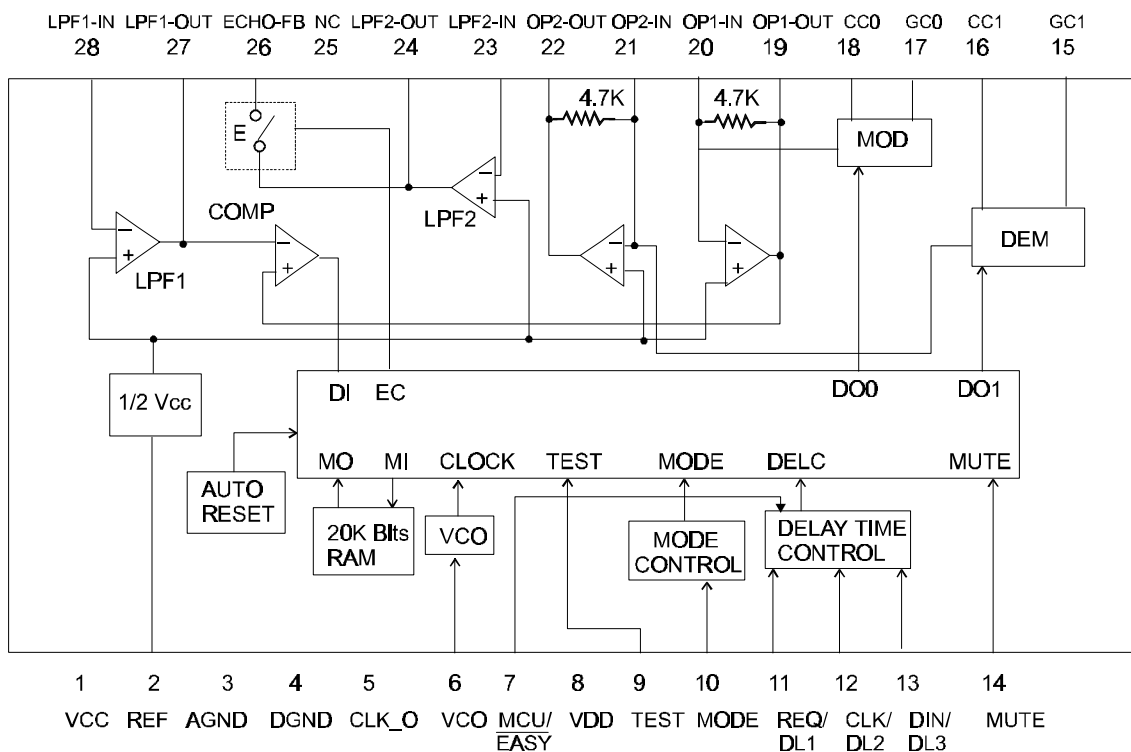 LPF1-IN LPF1-OUT ECHO-FB NC LPF2-OUT LPF2-IN OP2-OUT OP2-IN OP1-IN OP1-OUT CC0 GC0 CC1 GC1
28 27 26 25 24 23 22 21 20 19 18 17 16 15
4.7K 4.7K
E
MOD
COMP
LPF2
DEM
LPF1
1/2 Vcc
DI EC DO0 DO1
MO MI CLOCK TEST MODE DELC MUTE
AUTO
RESET
20K BIts
RAM
VCO
MODE
CONTROL
DELAY TIME
CONTROL
1 2 3 4 5 6 7 8 9 10 11 12 13 14
VCC REF AGND DGND CLK_O VCO MCU/ VDD TEST MODE REQ/ CLK/ DIN/ MUTE
EASY DL1 DL2 DL3